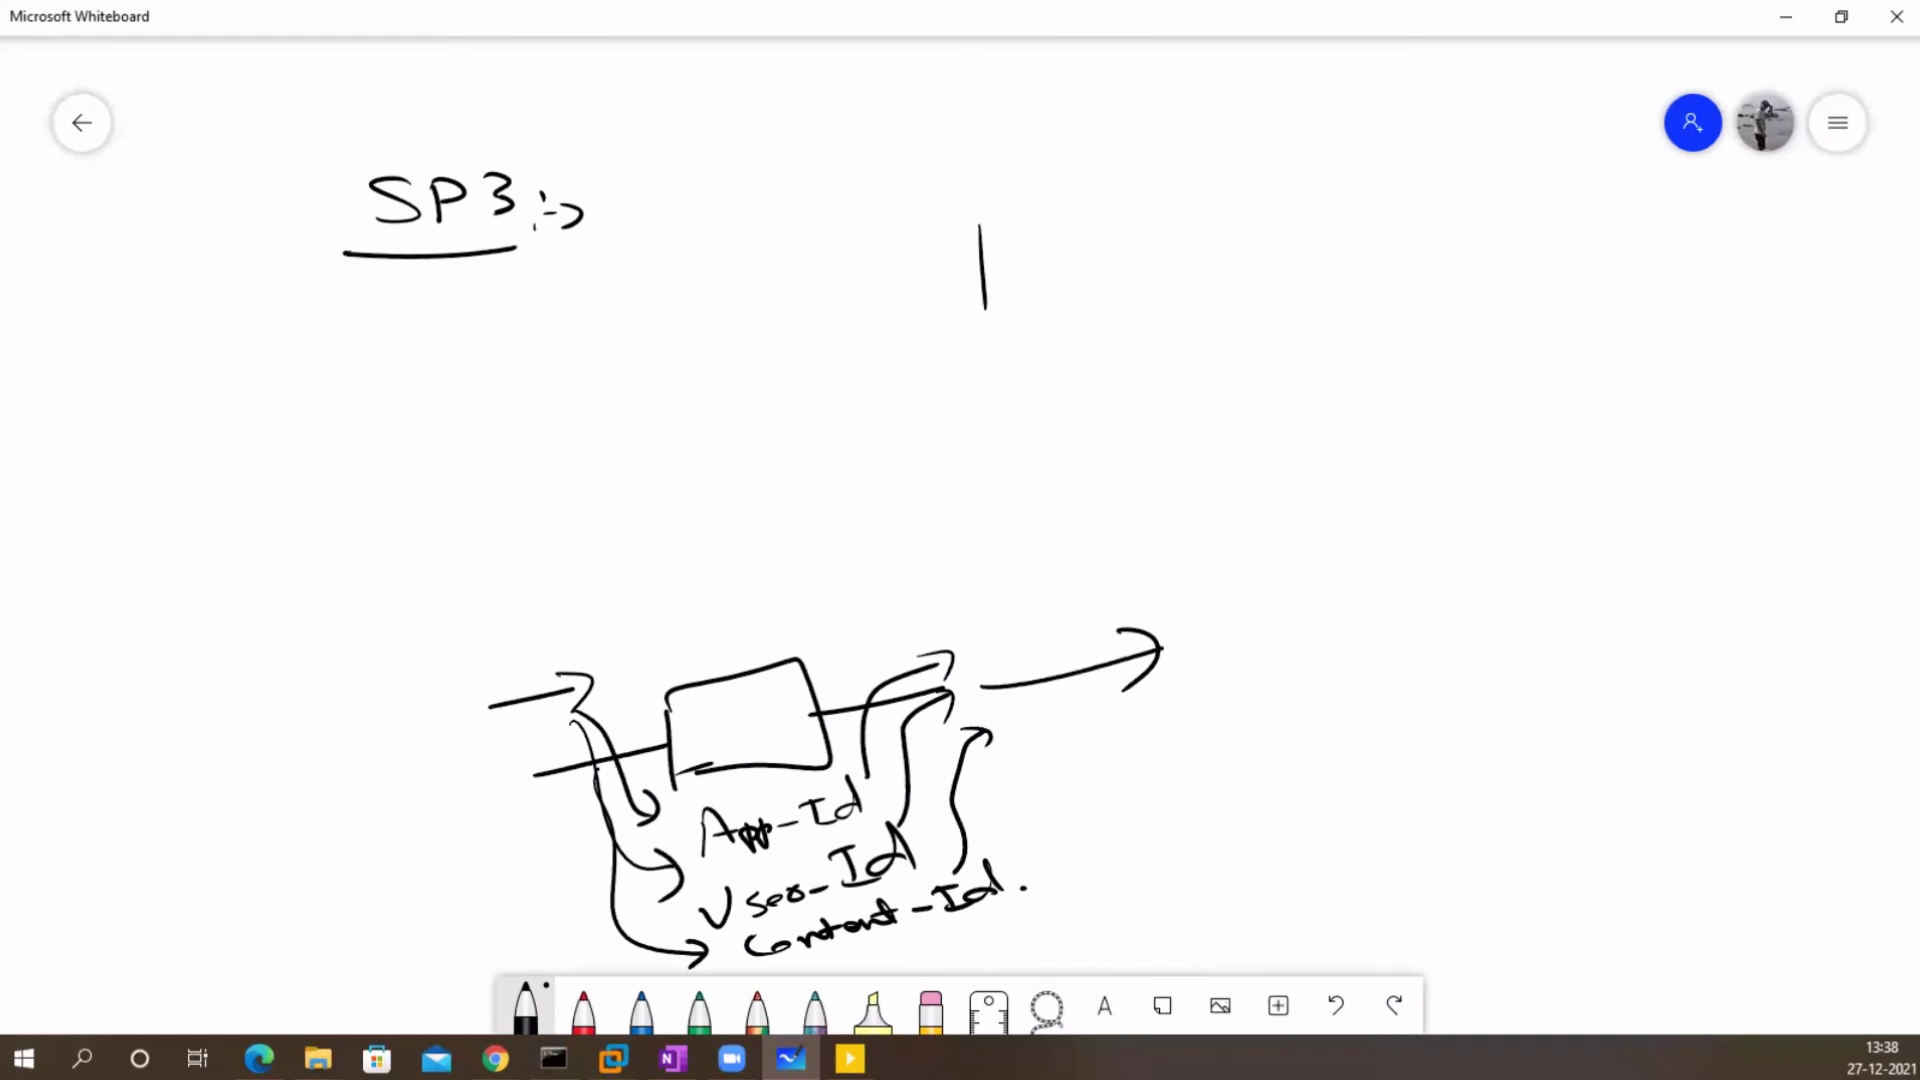 Microsoft Whiteboard
SP3 :->
App-Id
User-Id
Content-Id.
A
N
13:38
27-12-2021